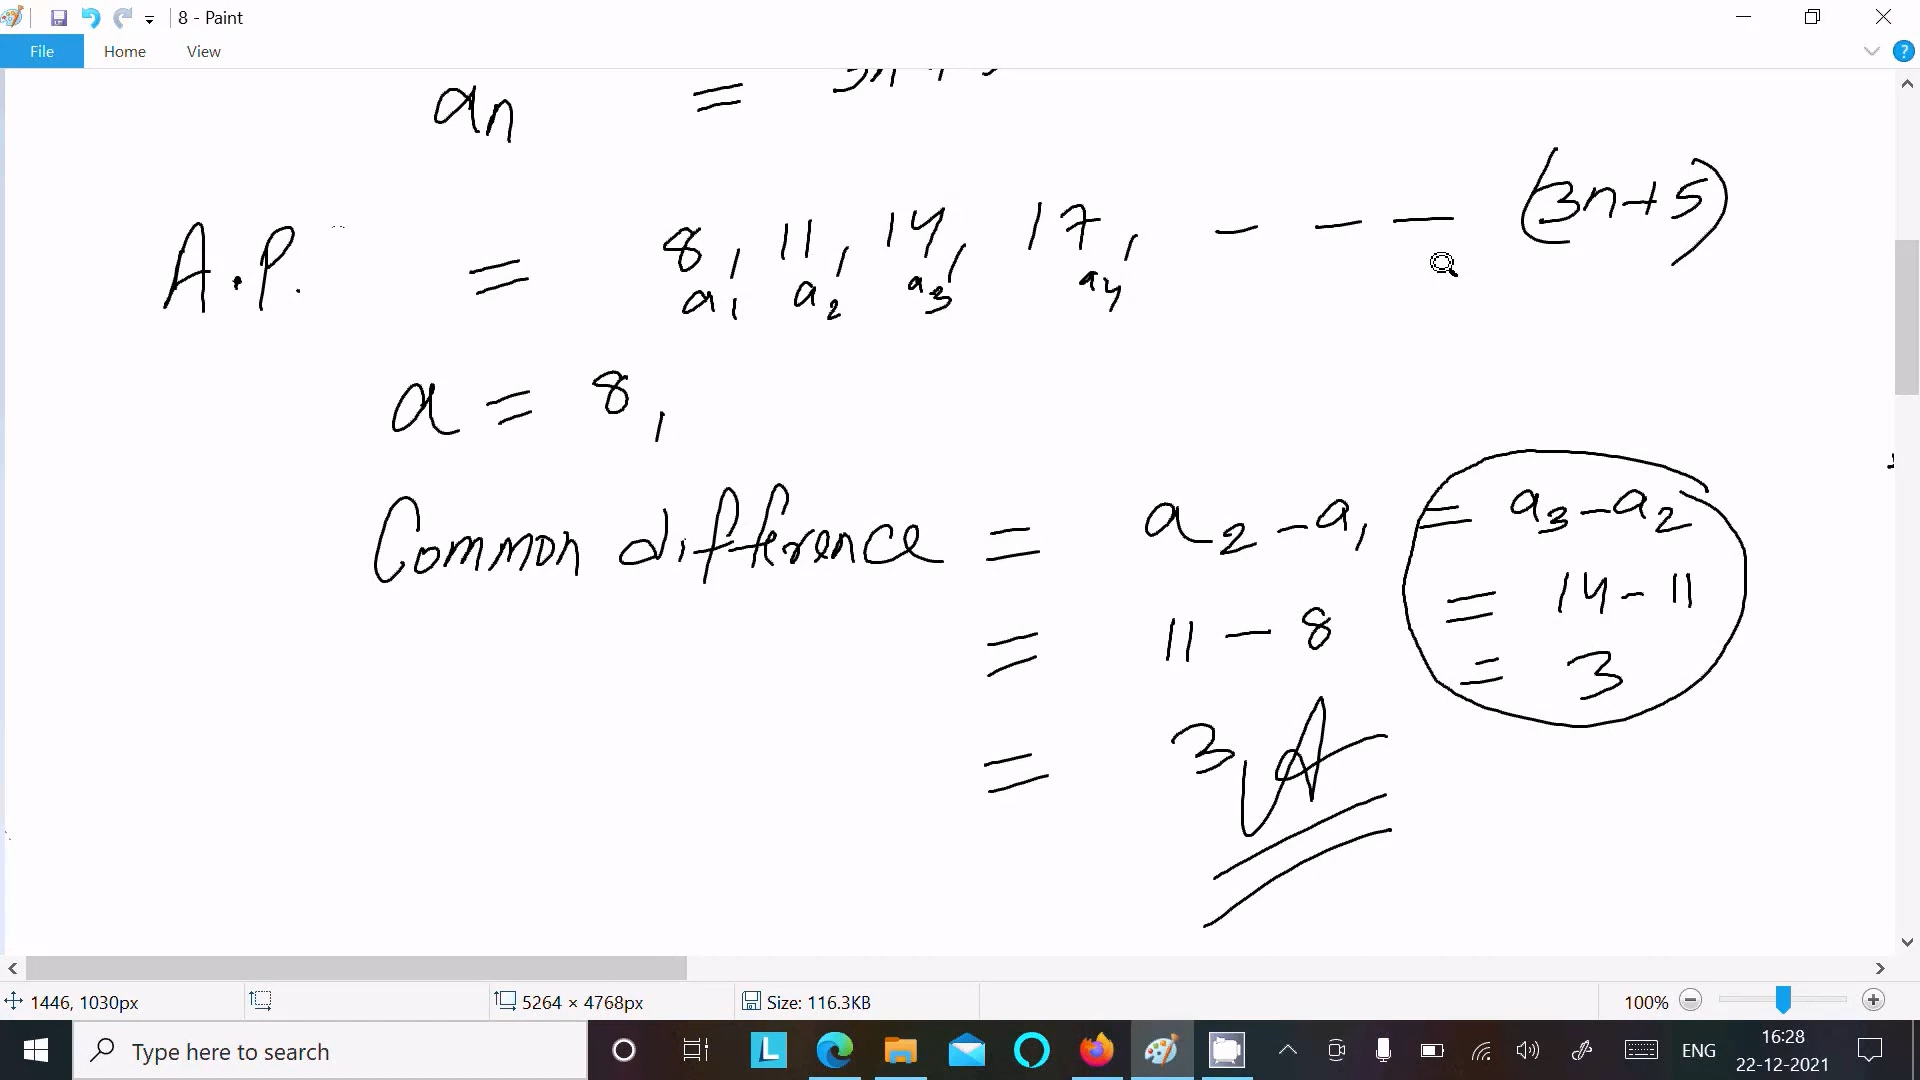 8 - Paint
File Home View
an =
A.P. = 8, 11, 14, 17, - - - (3n+5)
a1 a2 a3 a4
a = 8,
Common difference = a2 - a1 = a3 - a2
= 11 - 8 = 14 - 11
= 3
= 3
1446, 1030px 5264 × 4768px Size: 116.3KB 100%
Type here to search ENG 16:28
22-12-2021